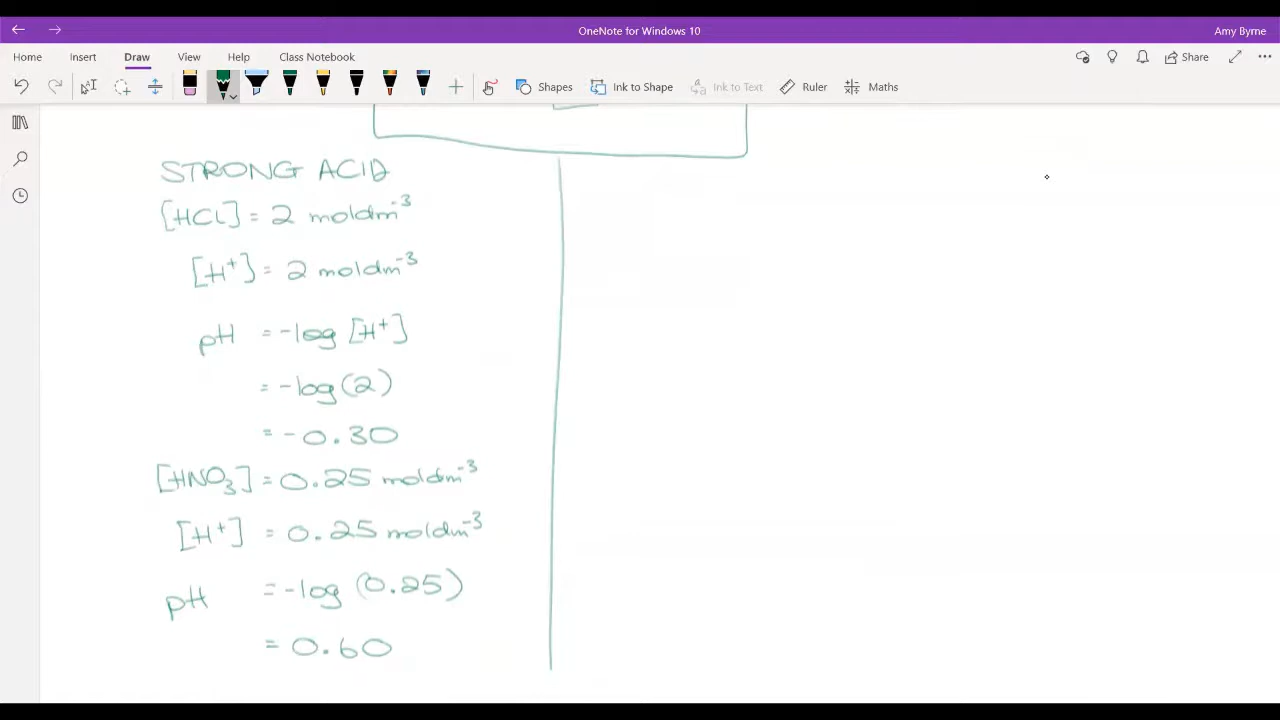 OneNote for Windows 10
Amy Byrne
Home Insert Draw View Help Class Notebook
Share
Shapes Ink to Shape Ink to Text Ruler Maths
STRONG ACID
[HCl] = 2 moldm⁻³
[H⁺] = 2 moldm⁻³
pH = -log [H⁺]
= -log(2)
= -0.30
[HNO₃] = 0.25 moldm⁻³
[H⁺] = 0.25 moldm⁻³
pH = -log (0.25)
= 0.60